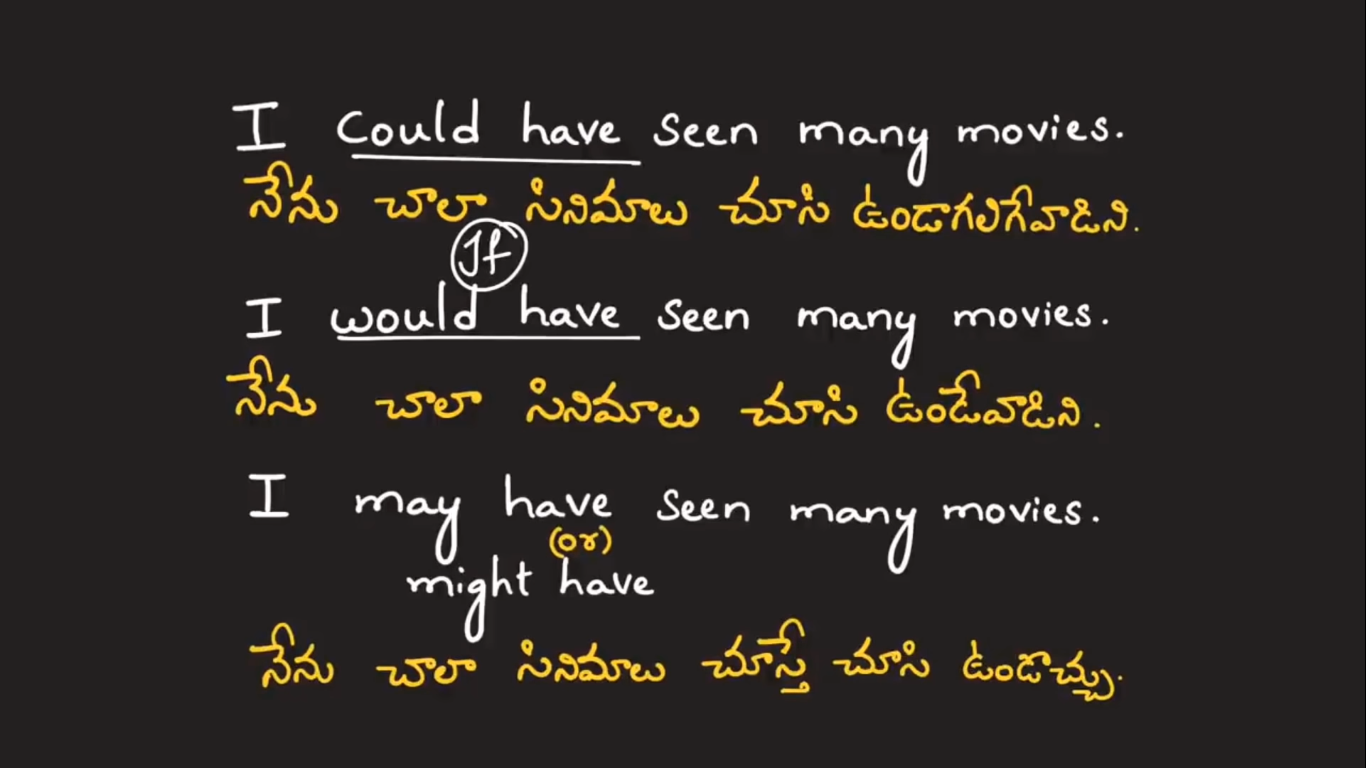 I could have seen many movies.
నేను చాలా సినిమాలు చూసి ఉండాగలిగేవాడిని.
If
I would have seen many movies.
నేను చాలా సినిమాలు చూసి ఉండేవాడిని.
I may have seen many movies.
(or)
might have
నేను చాలా సినిమాలు చూస్తే చూసి ఉండొచ్చు.